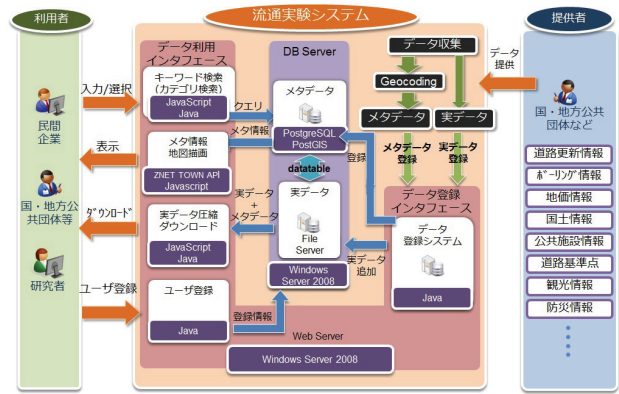 利用者
流通実験システム
提供者
民間
企業
国・地方公
共団体等
研究者
入力/選択
表示
ダウンロード
ユーザ登録
データ利用
インタフェース
キーワード検索
(カテゴリ検索)
JavaScript
Java
メタ情報
地図描画
ZNET TOWN API
Javascript
実データ圧縮
ダウンロード
JavaScript
Java
ユーザ登録
Java
クエリ
メタ情報
実データ
+
メタデータ
登録情報
DB Server
メタデータ
PostgreSQL
PostGIS
datatable
実データ
File
Server
Windows
Server 2008
データ収集
Geocoding
メタデータ
実データ
メタデータ
登録
実データ
登録
登録
データ登録
インタフェース
データ
登録システム
Java
実データ
追加
Web Server
Windows Server 2008
データ
提供
国・地方公共
団体など
道路更新情報
ボーリング情報
地価情報
国土情報
公共施設情報
道路基準点
観光情報
防災情報